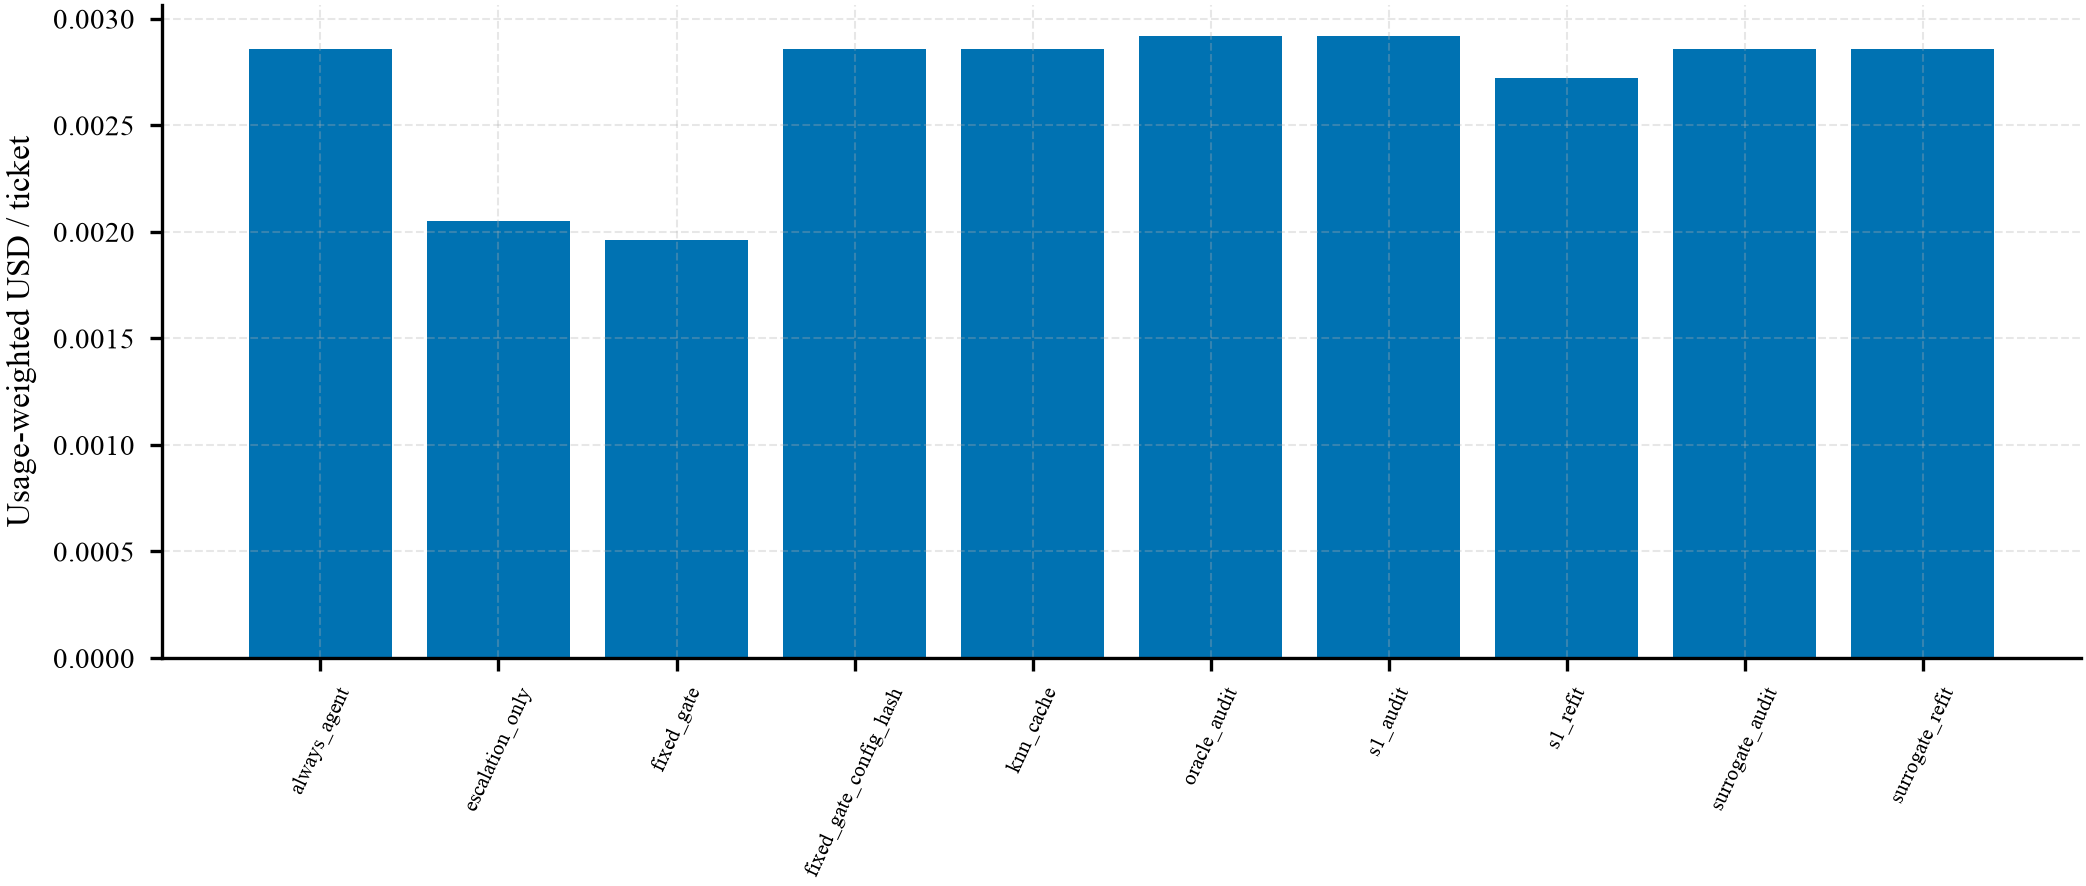 0.0030
0.0025
0.0020
0.0015
0.0010
0.0005
0.0000
Usage-weighted USD / ticket
always_agent
escalation_only
fixed_gate
fixed_gate_config_hash
knn_cache
oracle_audit
s1_audit
s1_refit
surrogate_audit
surrogate_refit